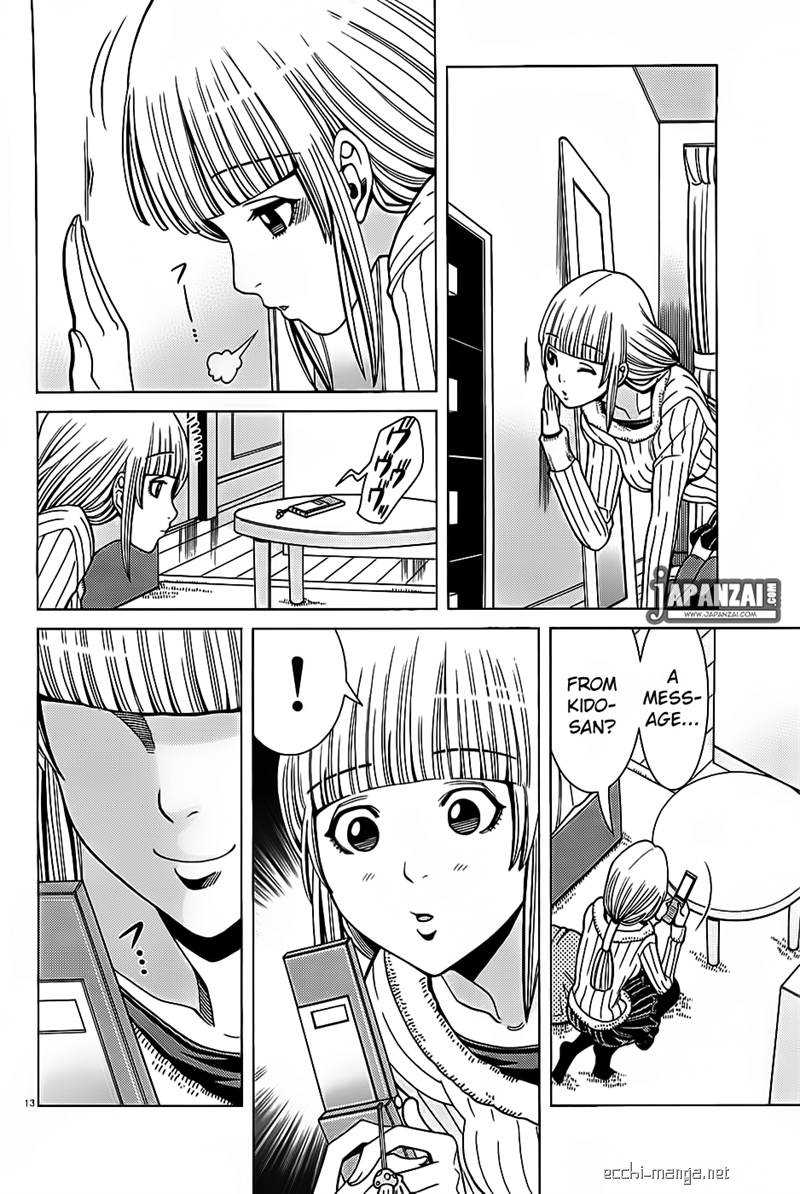 フー…
ヴヴ
ヴヴ
A
MESS-
AGE...
FROM
KIDO-
SAN?
!
13
JAPANZAI.COM
WWW.JAPANZAI.COM
ecchi-manga.net